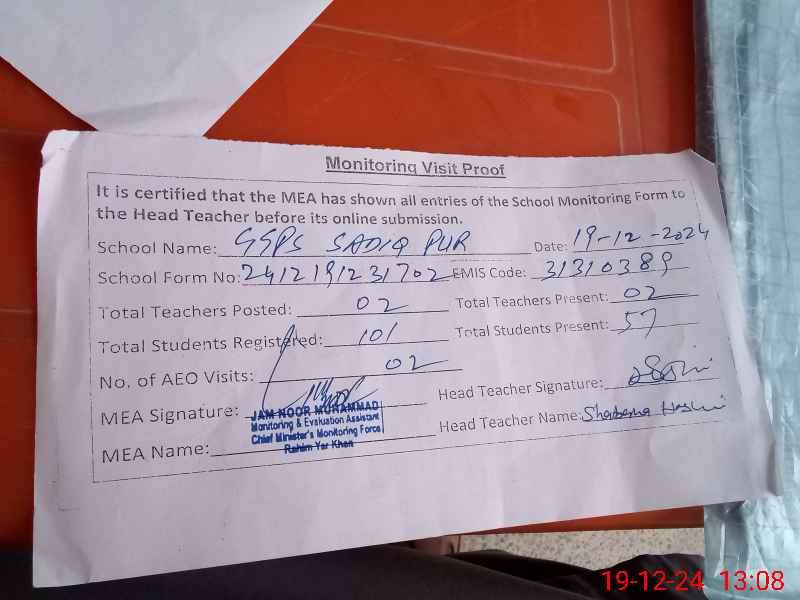 Monitoring Visit Proof
It is certified that the MEA has shown all entries of the School Monitoring Form to
the Head Teacher before its online submission.
School Name: GGPS SADIQ PUR Date: 19-12-2024
School Form No: 2412191231702 EMIS Code: 31310389
Total Teachers Posted: 02 Total Teachers Present: 02
Total Students Registered: 101 Total Students Present: 57
No. of AEO Visits: 02
MEA Signature: Head Teacher Signature:
JAM NOOR MUHAMMAD
Monitoring & Evaluation Assistant
Chief Minister's Monitoring Force
Rahim Yar Khan
MEA Name: Head Teacher Name:
19-12-24 13:08